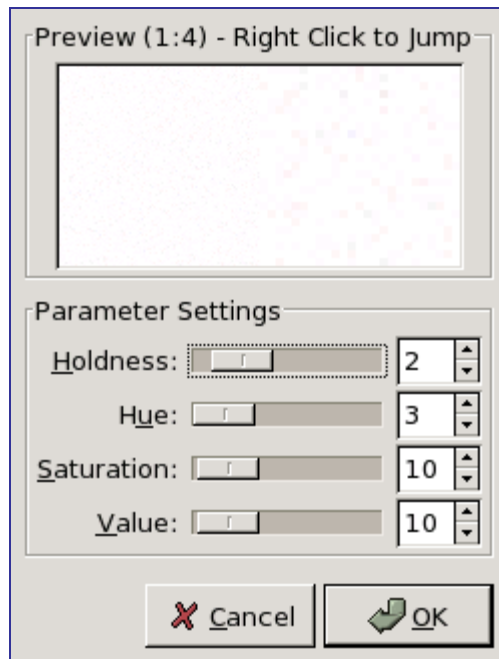 Preview (1:4) - Right Click to Jump
Parameter Settings
Holdness: 2
Hue: 3
Saturation: 10
Value: 10
Cancel OK